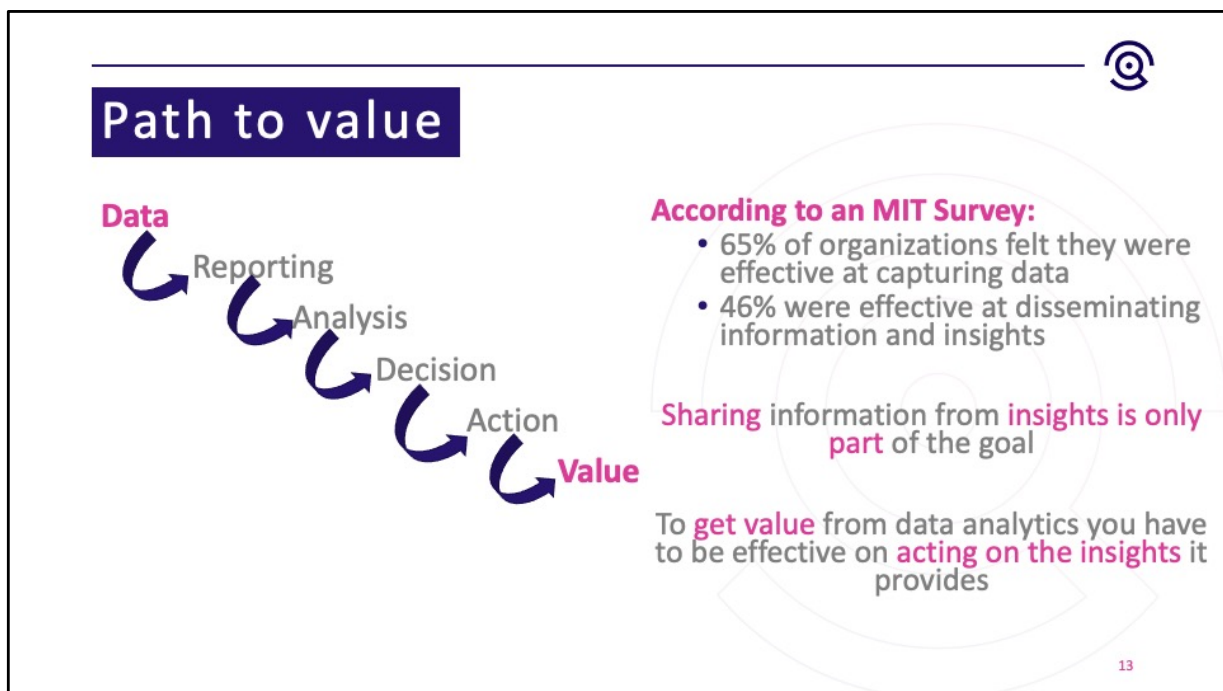 Path to value
Data
Reporting
Analysis
Decision
Action
Value
According to an MIT Survey:
• 65% of organizations felt they were
effective at capturing data
• 46% were effective at disseminating
information and insights
Sharing information from insights is only
part of the goal
To get value from data analytics you have
to be effective on acting on the insights it
provides
13